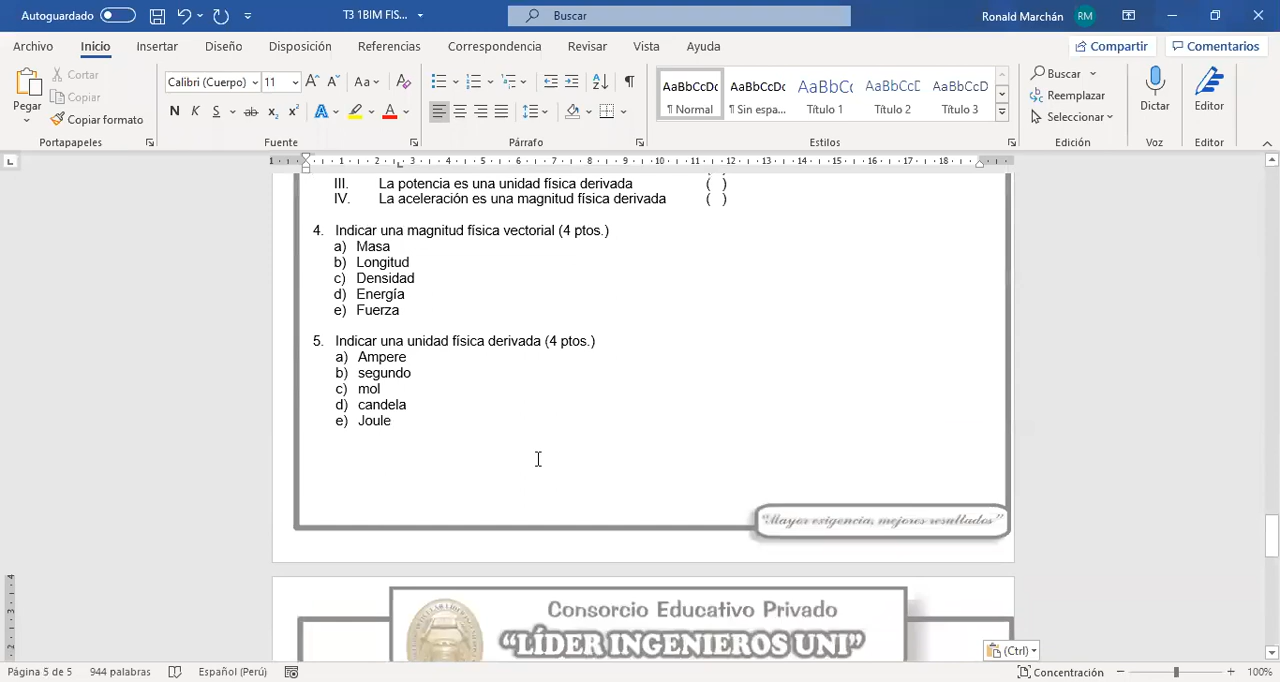 Autoguardado
T3 1BIM FIS...
Buscar
Ronald Marchán
RM
Archivo Inicio Insertar Diseño Disposición Referencias Correspondencia Revisar Vista Ayuda
Compartir
Comentarios
Pegar
Cortar
Copiar
Copiar formato
Portapapeles
Calibri (Cuerpo) 11
Fuente
Párrafo
AaBbCcDc AaBbCcDc AaBbCc AaBbCcC AaBbCcD
¶ Normal ¶ Sin espa... Título 1 Título 2 Título 3
Estilos
Buscar
Reemplazar
Seleccionar
Edición
Dictar
Voz
Editor
Editor
III. La potencia es una unidad física derivada ( )
IV. La aceleración es una magnitud física derivada ( )
4. Indicar una magnitud física vectorial (4 ptos.)
a) Masa
b) Longitud
c) Densidad
d) Energía
e) Fuerza
5. Indicar una unidad física derivada (4 ptos.)
a) Ampere
b) segundo
c) mol
d) candela
e) Joule
"Mayor exigencia, mejores resultados"
Consorcio Educativo Privado
"LÍDER INGENIEROS UNI"
(Ctrl)
Página 5 de 5 944 palabras Español (Perú) Concentración 100%